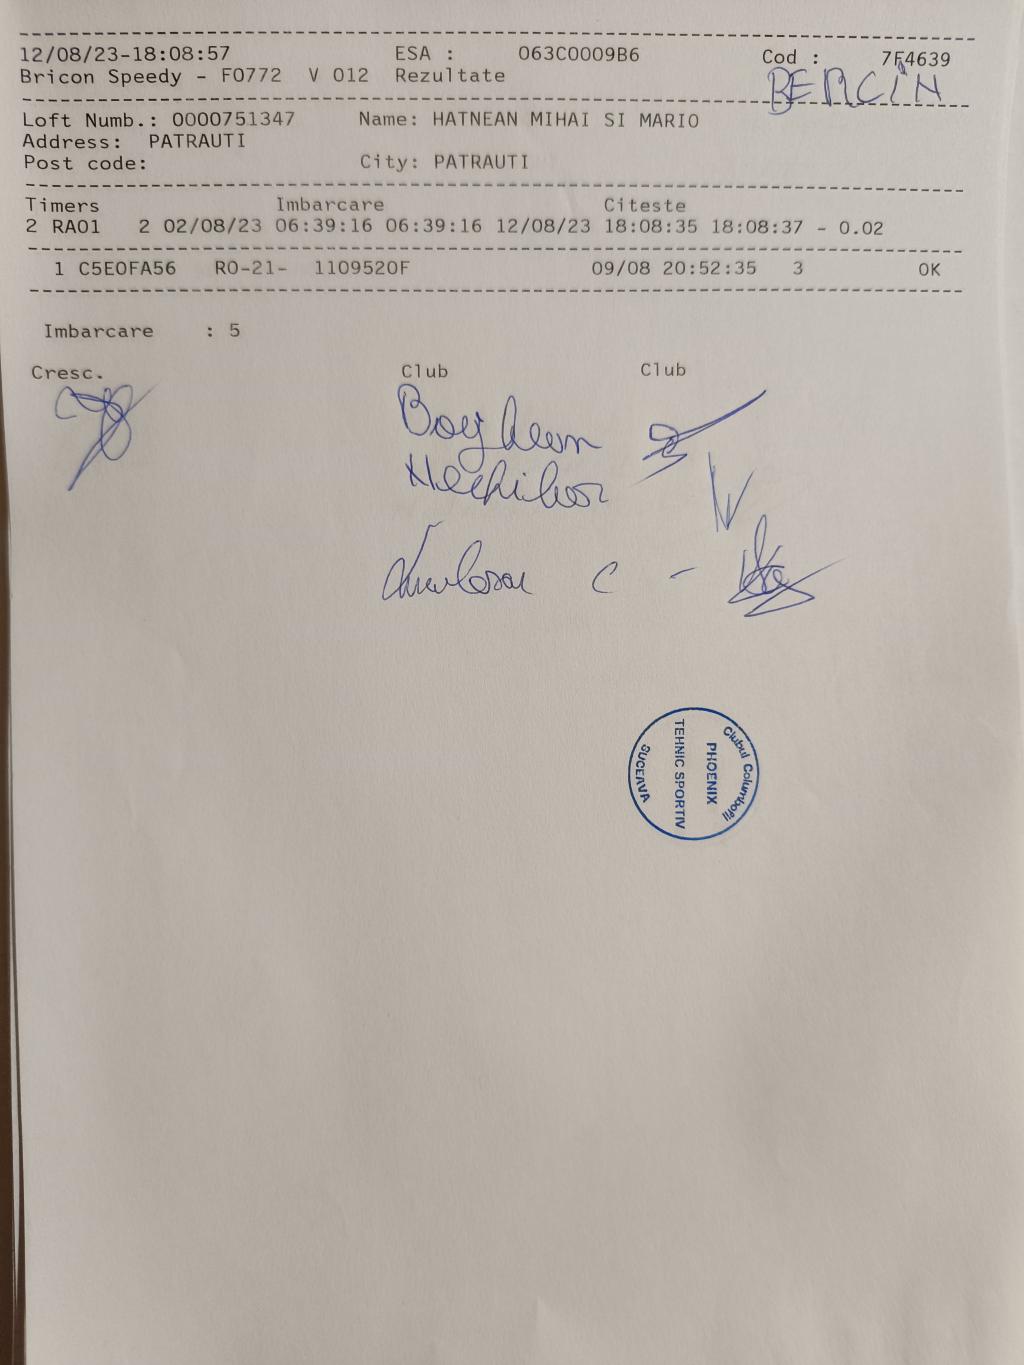 12/08/23-18:08:57 ESA : 063C0009B6 Cod : 7F4639
Bricon Speedy - F0772 V 012 Rezultate
BERCIN
Loft Numb.: 0000751347 Name: HATNEAN MIHAI SI MARIO
Address: PATRAUTI
Post code: City: PATRAUTI
Timers Imbarcare Citeste
2 RA01 2 02/08/23 06:39:16 06:39:16 12/08/23 18:08:35 18:08:37 - 0.02
1 C5E0FA56 RO-21- 1109520F 09/08 20:52:35 3 OK
Imbarcare : 5
Cresc. Club Club
Clubul Columbofil
PHOENIX
TEHNIC SPORTIV
SUCEAVA